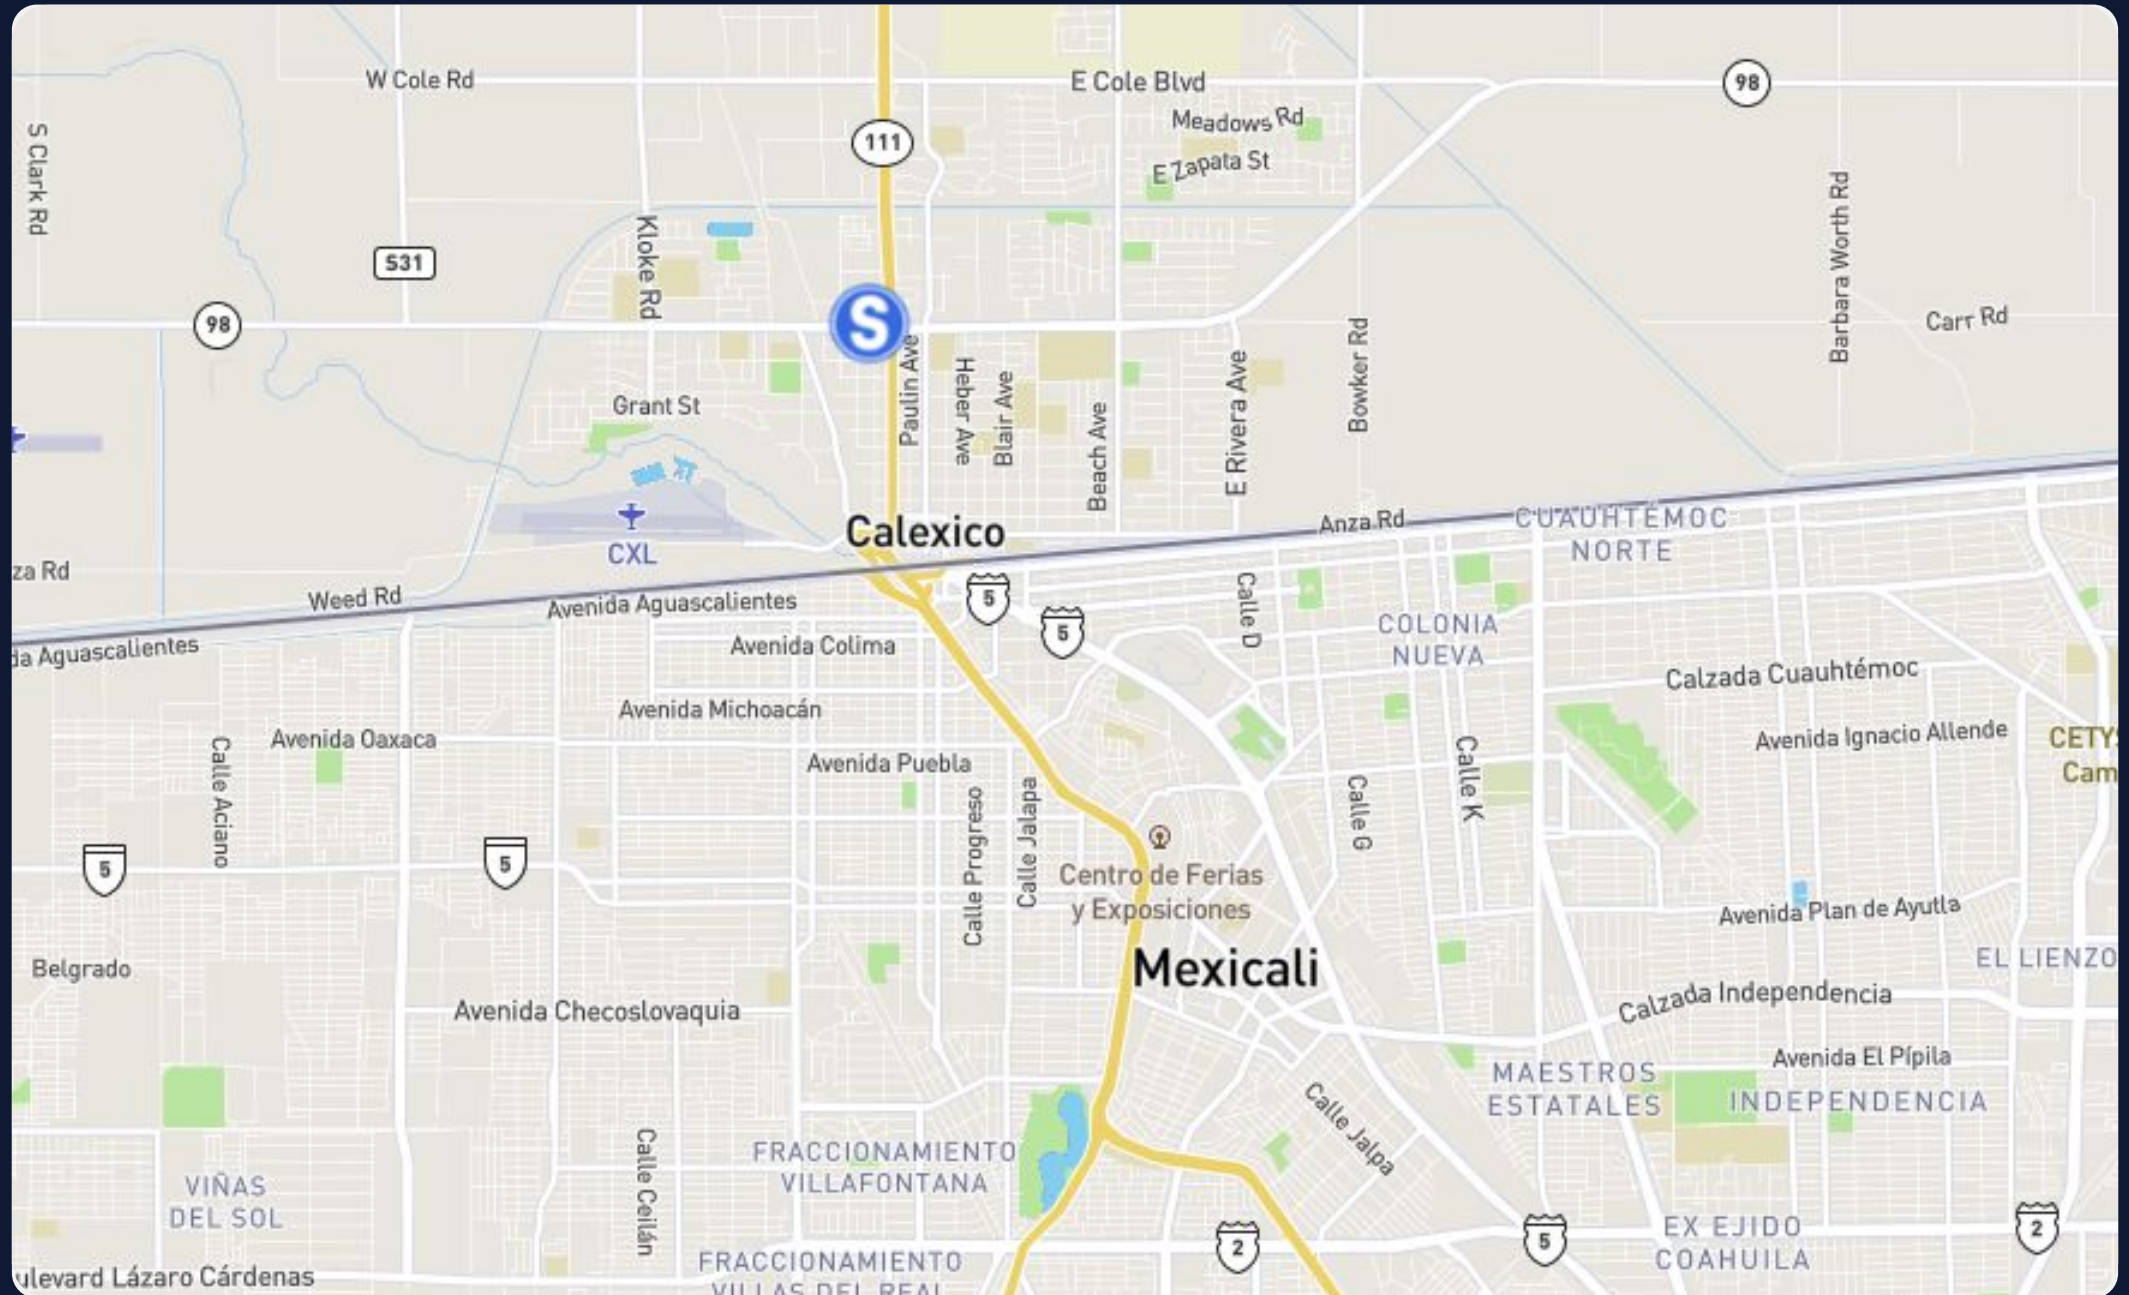 W Cole Rd
E Cole Blvd
98
Meadows Rd
111
E Zapata St
S Clark Rd
Barbara Worth Rd
Kloke Rd
S31
98
S
Carr Rd
Paulin Ave
Heber Ave
Blair Ave
Beach Ave
E Rivera Ave
Bowker Rd
Grant St
Calexico
Anza Rd
CUAUHTÉMOC
NORTE
CXL
za Rd
Weed Rd
Avenida Aguascalientes
5
5
Calle D
COLONIA
NUEVA
da Aguascalientes
Avenida Colima
Calzada Cuauhtémoc
Avenida Michoacán
Avenida Oaxaca
Avenida Ignacio Allende
CETYS
Cam
Calle Aciano
Avenida Puebla
Calle Progreso
Calle Jalapa
Calle G
Calle K
5
5
Centro de Ferias
y Exposiciones
Avenida Plan de Ayutla
Mexicali
EL LIENZO
Belgrado
Avenida Checoslovaquia
Calzada Independencia
Avenida El Pípila
MAESTROS
ESTATALES
INDEPENDENCIA
Calle Jalpa
Calle Ceilán
FRACCIONAMIENTO
VILLAFONTANA
VIÑAS
DEL SOL
2
5
2
EX EJIDO
COAHUILA
FRACCIONAMIENTO
VILLAS DEL REAL
ulevard Lázaro Cárdenas